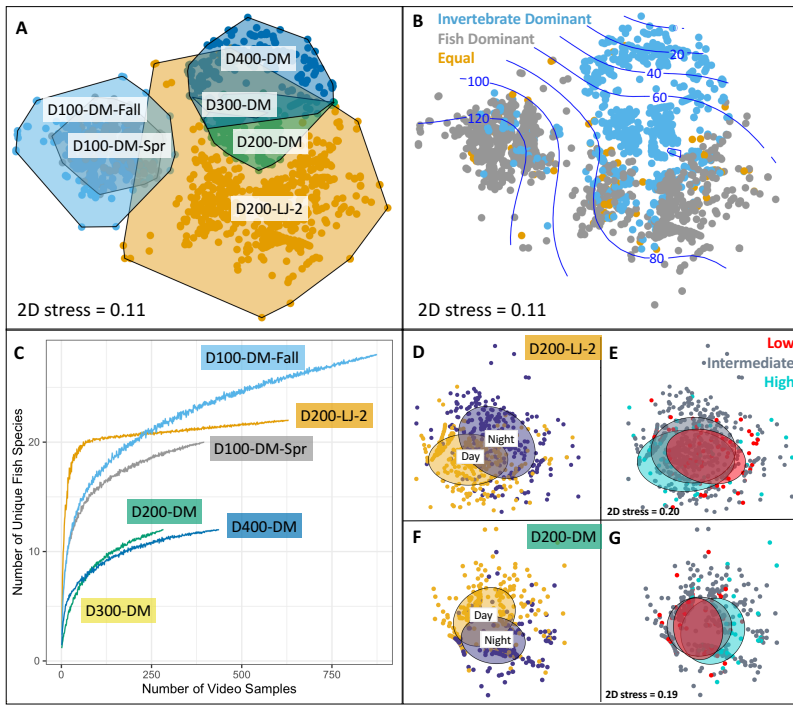 A
D400-DM
D300-DM
D200-DM
D100-DM-Fall
D100-DM-Spr
D200-LJ-2
2D stress = 0.11
B
Invertebrate Dominant
Fish Dominant
Equal
20
40
60
100
120
80
2D stress = 0.11
C
D100-DM-Fall
D200-LJ-2
D100-DM-Spr
D200-DM
D400-DM
D300-DM
Number of Unique Fish Species
0
10
20
0
250
500
750
Number of Video Samples
D
D200-LJ-2
Night
Day
E
Low
Intermediate
High
2D stress = 0.20
F
D200-DM
Day
Night
G
2D stress = 0.19